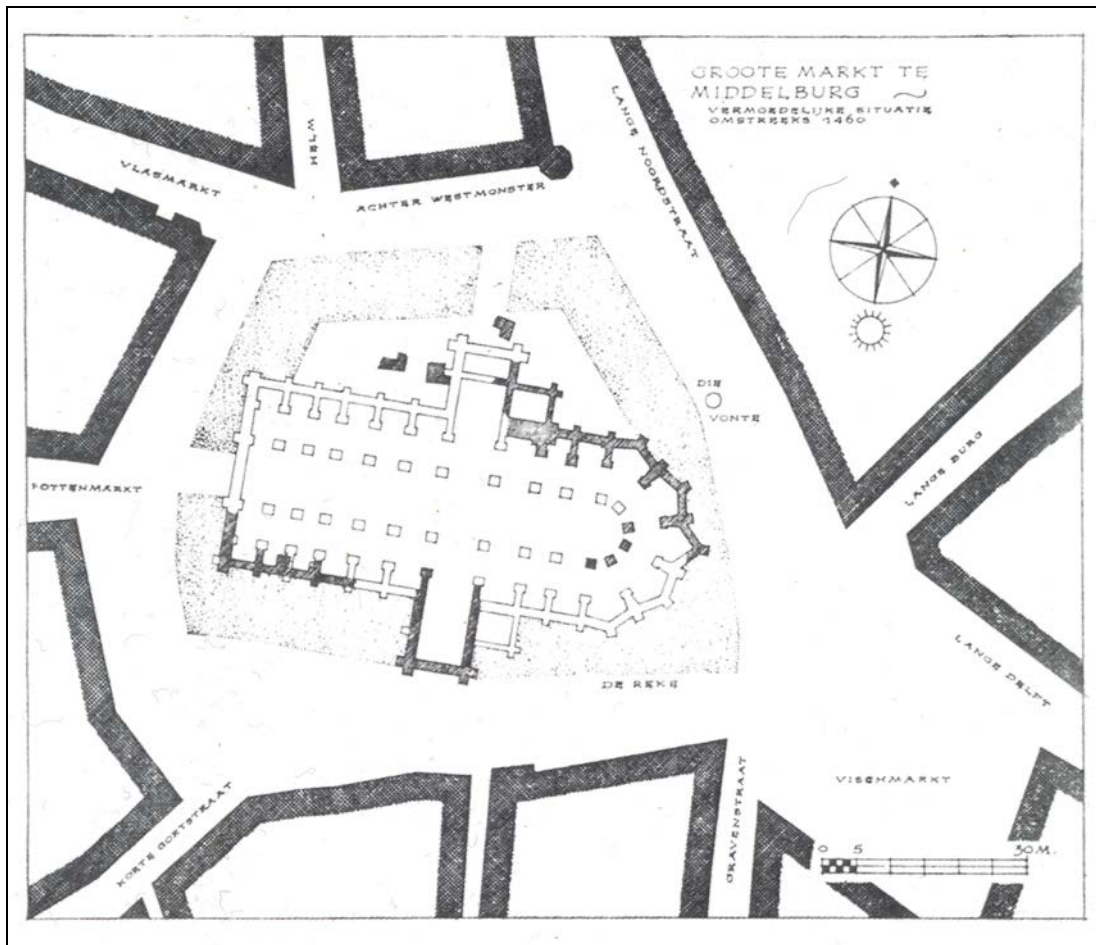 GROOTE MARKT TE
MIDDELBURG
VERMOEDELIJKE SITUATIE
OMSTREEKS 1460
HELM
LANGE NOORDSTRAAT
VLASMARKT
ACHTER WESTMONSTER
DIE
VONTE
LANGE BURG
POTTENMARKT
LANGE DELFT
DE REKE
VISCHMARKT
KORTE GORTSTRAAT
GRAVENSTRAAT
0 5 30 M.